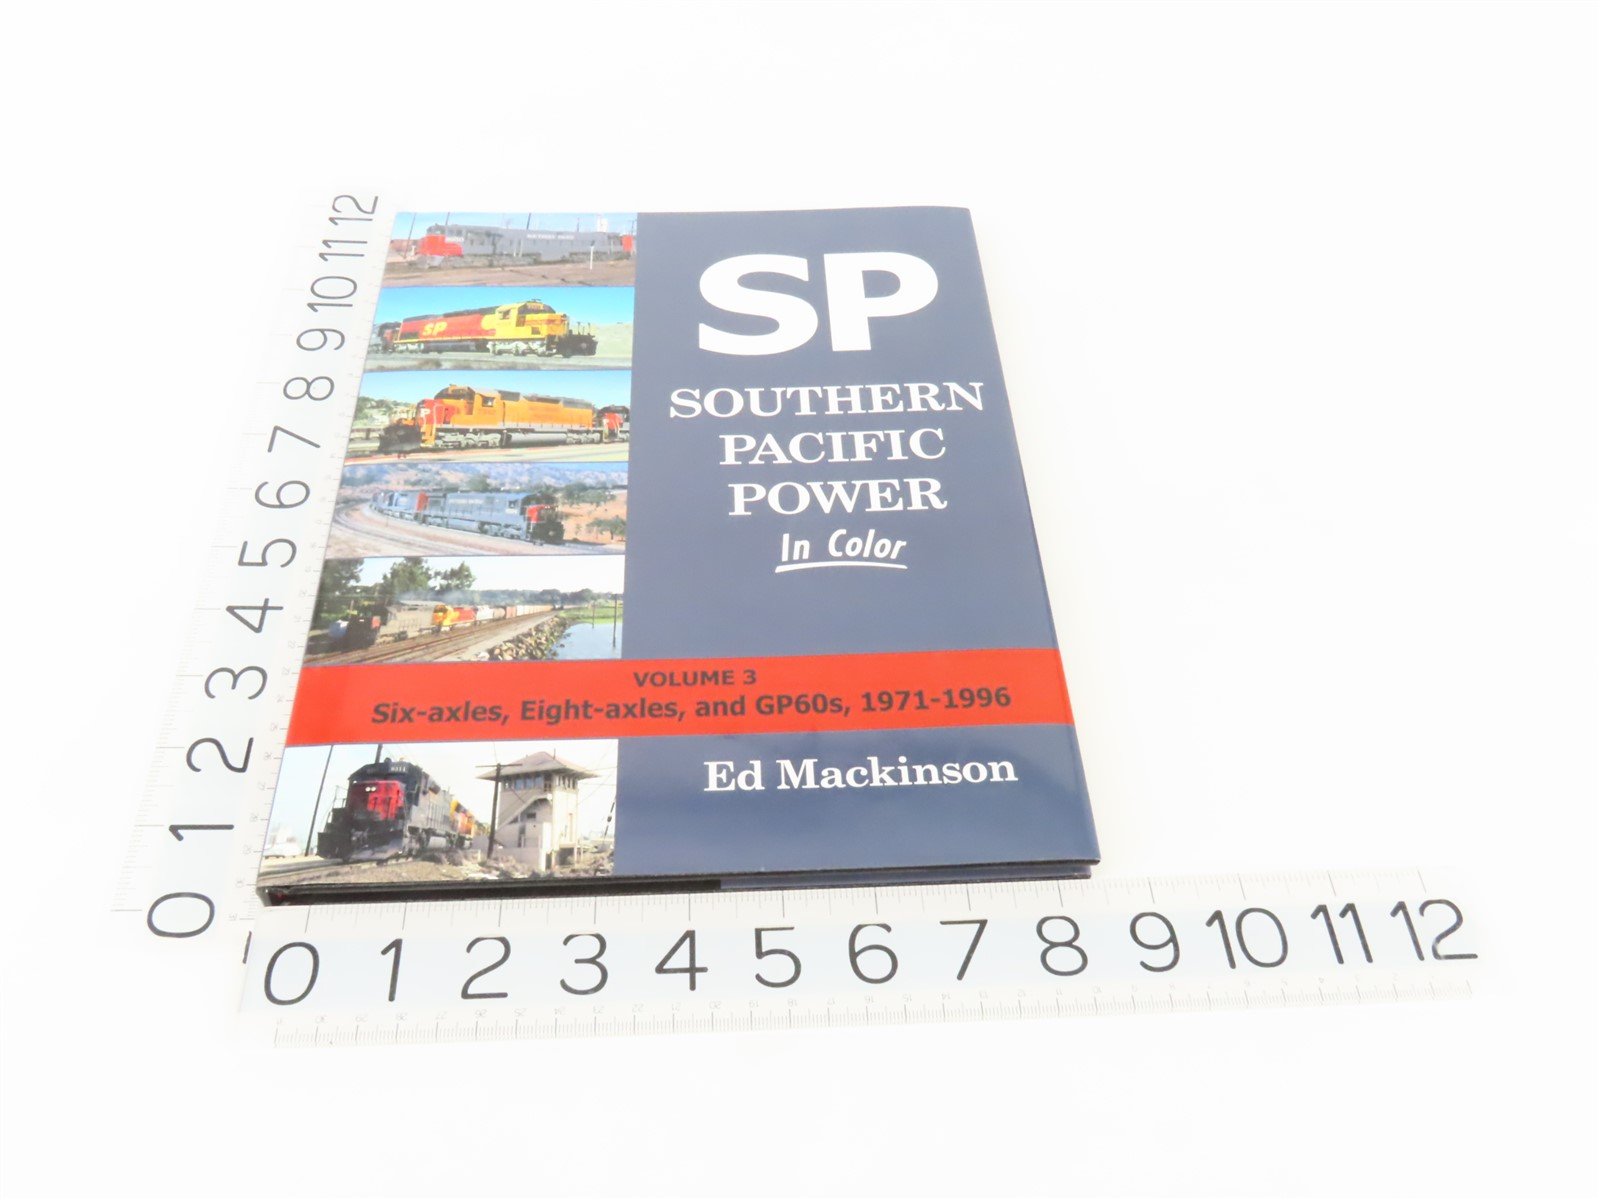 SP
SOUTHERN
PACIFIC
POWER
In Color
VOLUME 3
Six-axles, Eight-axles, and GP60s, 1971-1996
Ed Mackinson
SP
12
11
10
9
8
7
6
5
4
3
2
1
0
0 1 2 3 4 5 6 7 8 9 10 11 12